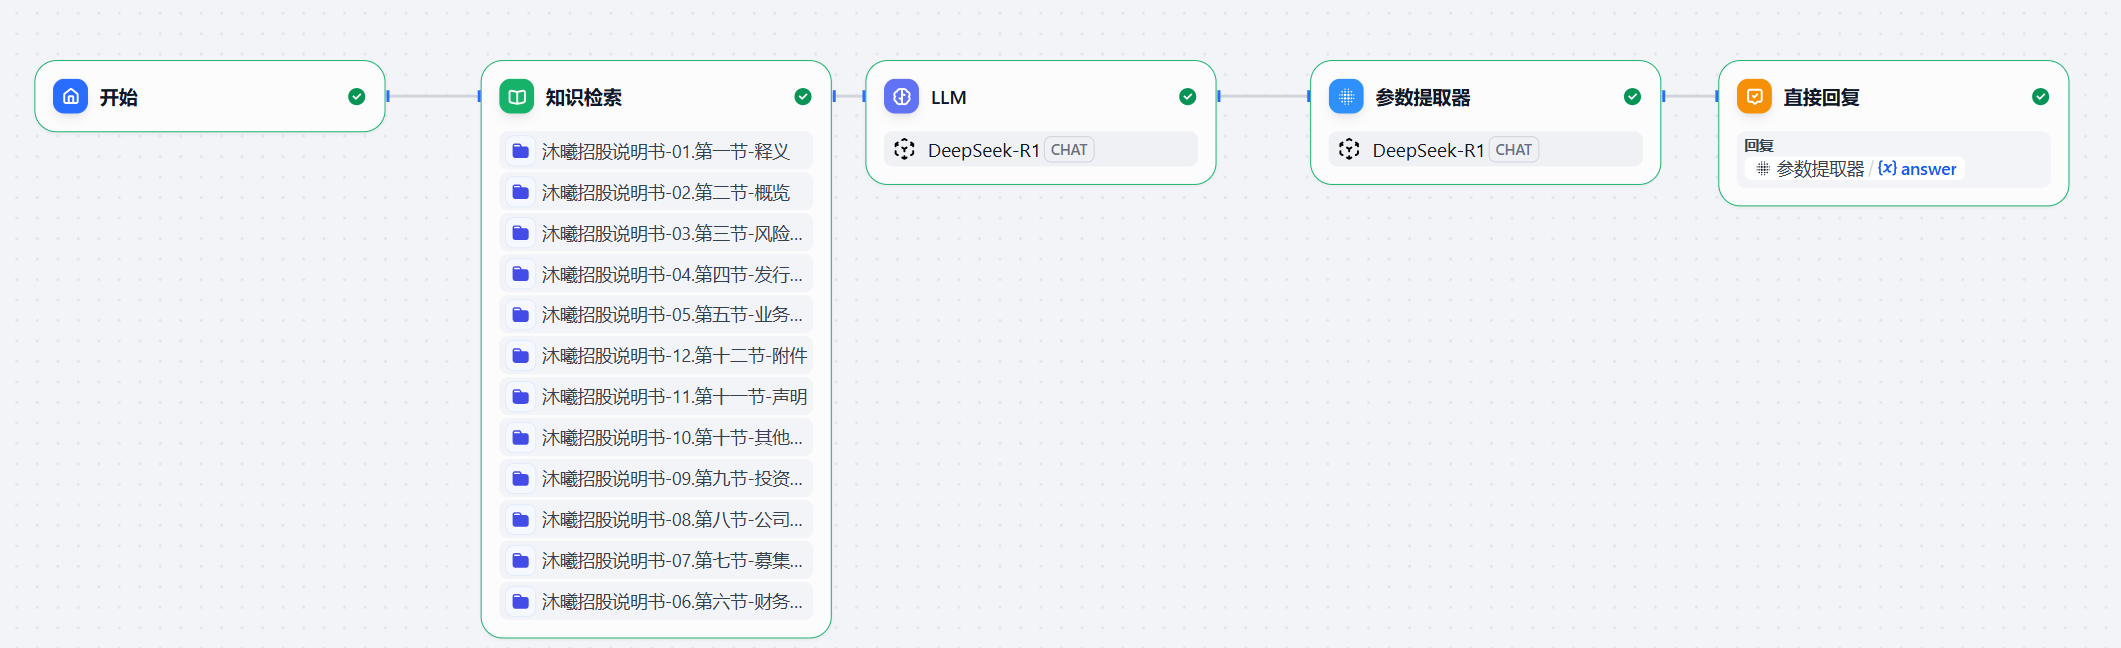 开始
知识检索
沐曦招股说明书-01.第一节-释义
沐曦招股说明书-02.第二节-概览
沐曦招股说明书-03.第三节-风险...
沐曦招股说明书-04.第四节-发行...
沐曦招股说明书-05.第五节-业务...
沐曦招股说明书-12.第十二节-附件
沐曦招股说明书-11.第十一节-声明
沐曦招股说明书-10.第十节-其他...
沐曦招股说明书-09.第九节-投资...
沐曦招股说明书-08.第八节-公司...
沐曦招股说明书-07.第七节-募集...
沐曦招股说明书-06.第六节-财务...
LLM
DeepSeek-R1 CHAT
参数提取器
DeepSeek-R1 CHAT
直接回复
回复
参数提取器 / {x} answer